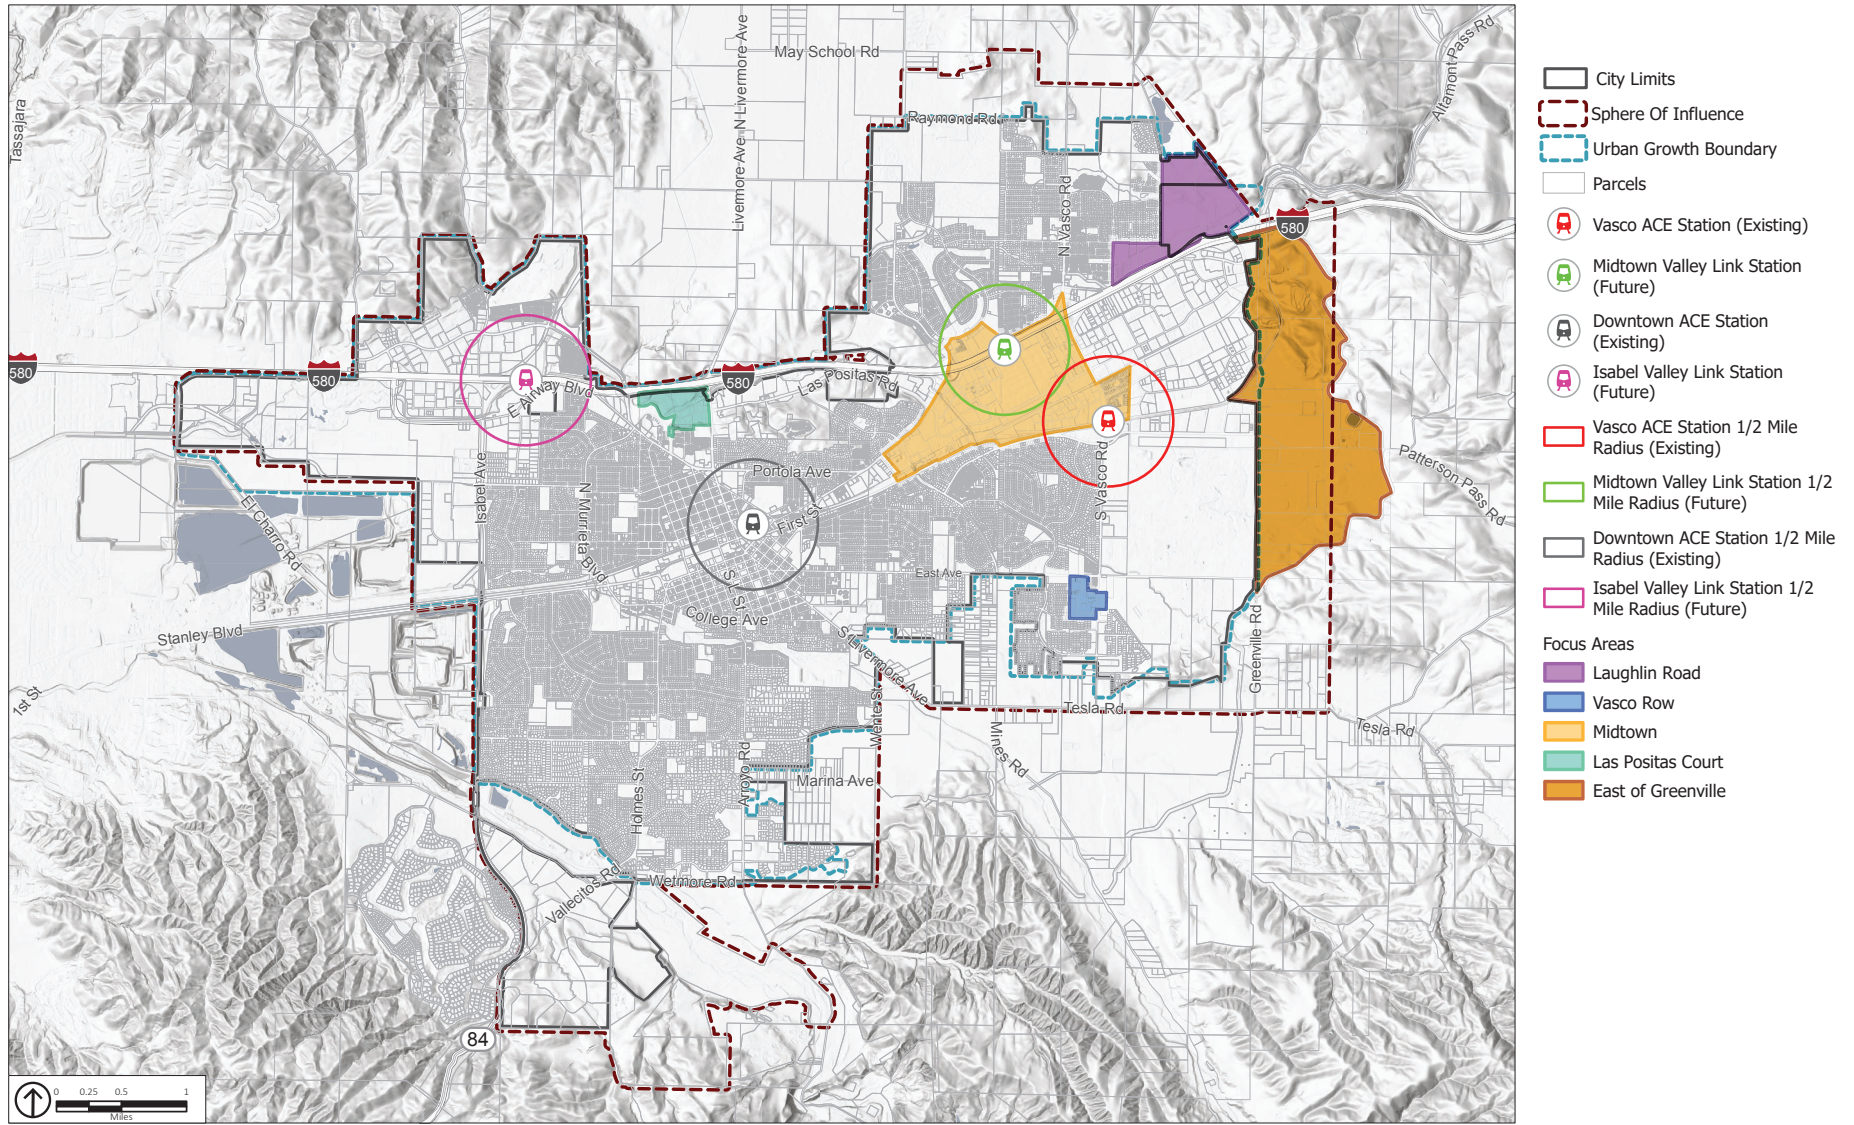 May School Rd
Altamont Pass Rd
Tassajara
Livermore Ave N Livermore Ave
Raymond Rd
N Vasco Rd
580
580
580
580
E Airway Blvd
Las Positas Rd
Isabel Ave
Portola Ave
First St
N Murrieta Blvd
S Vasco Rd
Patterson Pass Rd
El Charro Rd
East Ave
S L St
College Ave
Stanley Blvd
S Livermore Ave
Greenville Rd
1st St
Tesla Rd
Tesla Rd
Wente St
Mines Rd
Arroyo Rd
Marina Ave
Holmes St
Wetmore Rd
Vallecitos Rd
84
0 0.25 0.5 1
Miles
City Limits
Sphere Of Influence
Urban Growth Boundary
Parcels
Vasco ACE Station (Existing)
Midtown Valley Link Station
(Future)
Downtown ACE Station
(Existing)
Isabel Valley Link Station
(Future)
Vasco ACE Station 1/2 Mile
Radius (Existing)
Midtown Valley Link Station 1/2
Mile Radius (Future)
Downtown ACE Station 1/2 Mile
Radius (Existing)
Isabel Valley Link Station 1/2
Mile Radius (Future)
Focus Areas
Laughlin Road
Vasco Row
Midtown
Las Positas Court
East of Greenville